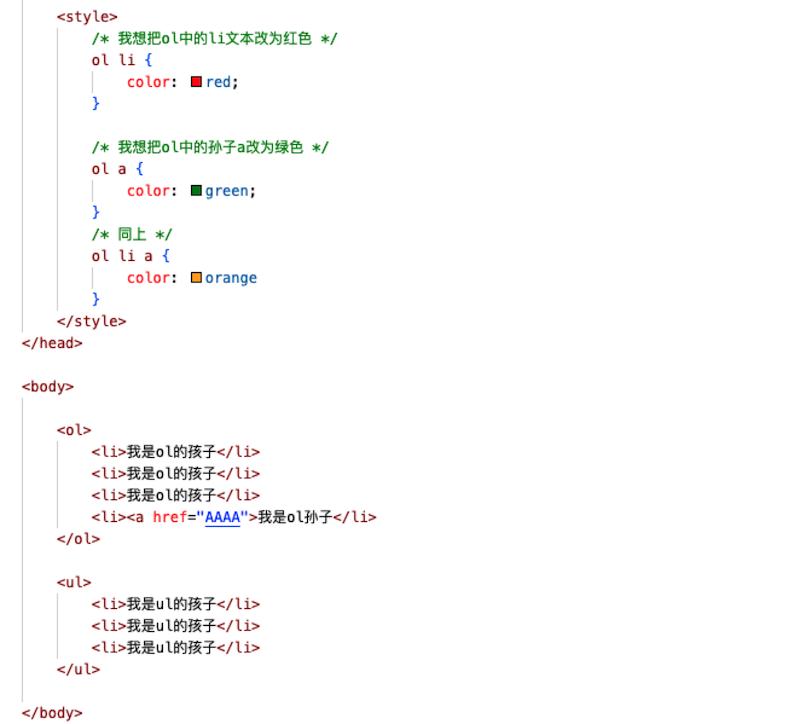 <style>
/* 我想把ol中的li文本改为红色 */
ol li {
color: red;
}
/* 我想把ol中的孙子a改为绿色 */
ol a {
color: green;
}
/* 同上 */
ol li a {
color: orange
}
</style>
</head>
<body>
<ol>
<li>我是ol的孩子</li>
<li>我是ol的孩子</li>
<li>我是ol的孩子</li>
<li><a href="AAAA">我是ol孙子</li>
</ol>
<ul>
<li>我是ul的孩子</li>
<li>我是ul的孩子</li>
<li>我是ul的孩子</li>
</ul>
</body>